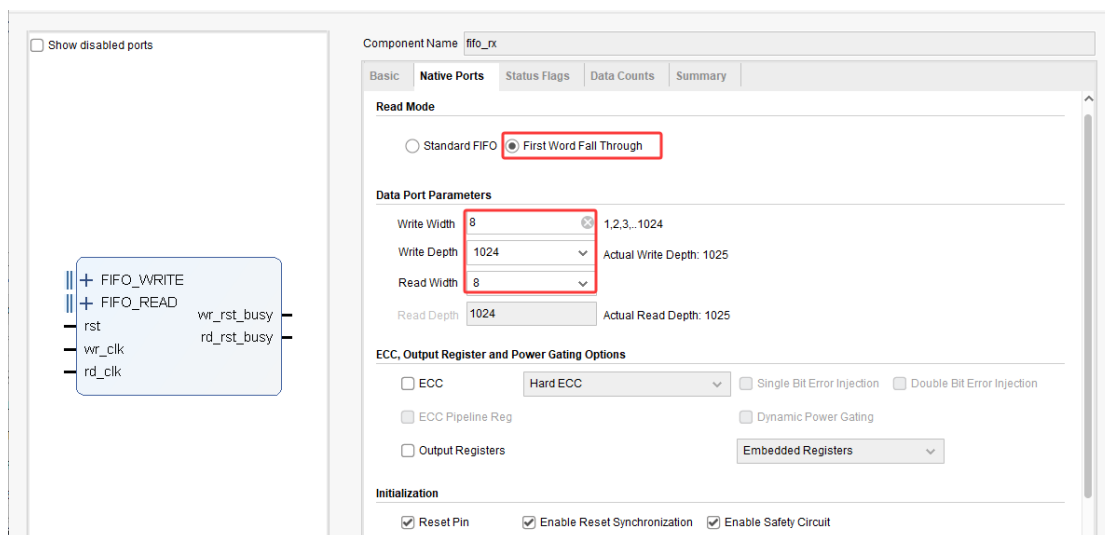 Show disabled ports
FIFO_WRITE
FIFO_READ
rst
wr_clk
rd_clk
wr_rst_busy
rd_rst_busy
Component Name fifo_rx
Basic Native Ports Status Flags Data Counts Summary
Read Mode
Standard FIFO First Word Fall Through
Data Port Parameters
Write Width 8 1,2,3,..1024
Write Depth 1024 Actual Write Depth: 1025
Read Width 8
Read Depth 1024 Actual Read Depth: 1025
ECC, Output Register and Power Gating Options
ECC Hard ECC Single Bit Error Injection Double Bit Error Injection
ECC Pipeline Reg Dynamic Power Gating
Output Registers Embedded Registers
Initialization
Reset Pin Enable Reset Synchronization Enable Safety Circuit